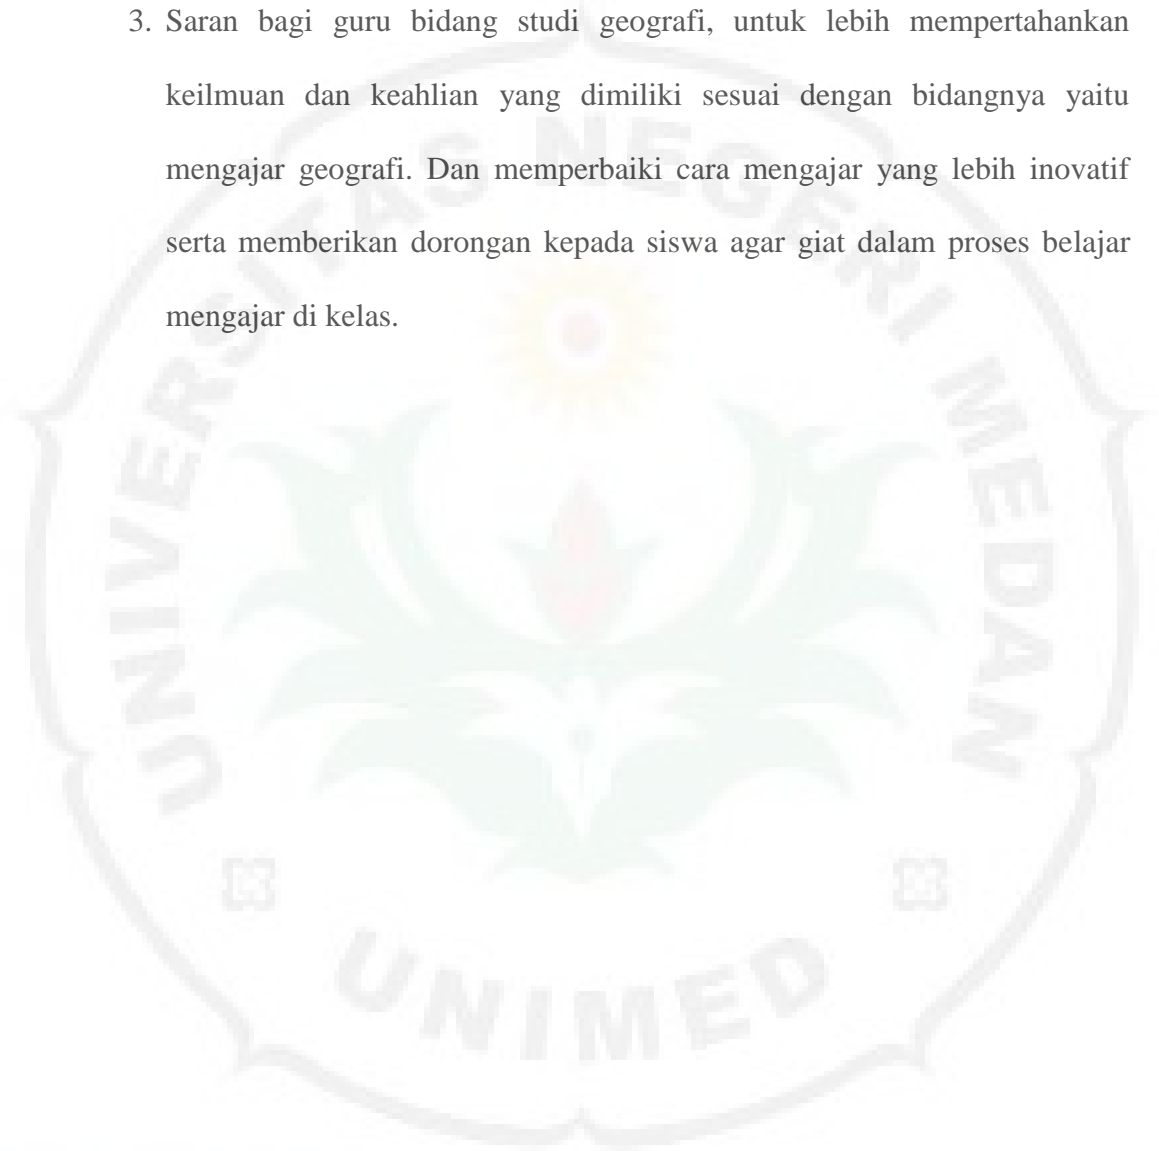 3. Saran bagi guru bidang studi geografi, untuk lebih mempertahankan
keilmuan dan keahlian yang dimiliki sesuai dengan bidangnya yaitu
mengajar geografi. Dan memperbaiki cara mengajar yang lebih inovatif
serta memberikan dorongan kepada siswa agar giat dalam proses belajar
mengajar di kelas.
UNIVERSITAS NEGERI MEDAN
UNIMED